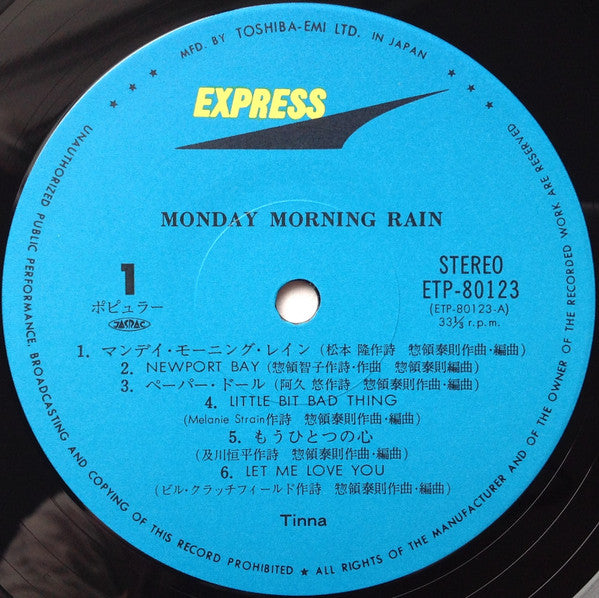 MFD. BY TOSHIBA-EMI LTD. IN JAPAN
EXPRESS
MONDAY MORNING RAIN
1
ポピュラー
JASRAC
STEREO
ETP-80123
(ETP-80123-A)
33⅓ r.p.m.
1. マンデイ・モーニング・レイン (松本 隆作詩 惣領泰則作曲・編曲)
2. NEWPORT BAY (惣領智子作詩・作曲 惣領泰則編曲)
3. ペーパー・ドール (阿久 悠作詩 惣領泰則作曲・編曲)
4. LITTLE BIT BAD THING
(Melanie Strain作詩 惣領泰則作曲・編曲)
5. もうひとつの心
(及川恒平作詩 惣領泰則作曲・編曲)
6. LET ME LOVE YOU
(ビル・クラッチフィールド作詩 惣領泰則作曲・編曲)
Tinna
★ ★ ★ UNAUTHORIZED PUBLIC PERFORMANCE, BROADCASTING AND COPYING OF THIS RECORD PROHIBITED ★ ALL RIGHTS OF THE MANUFACTURER AND OF THE OWNER OF THE RECORDED WORK ARE RESERVED ★ ★ ★